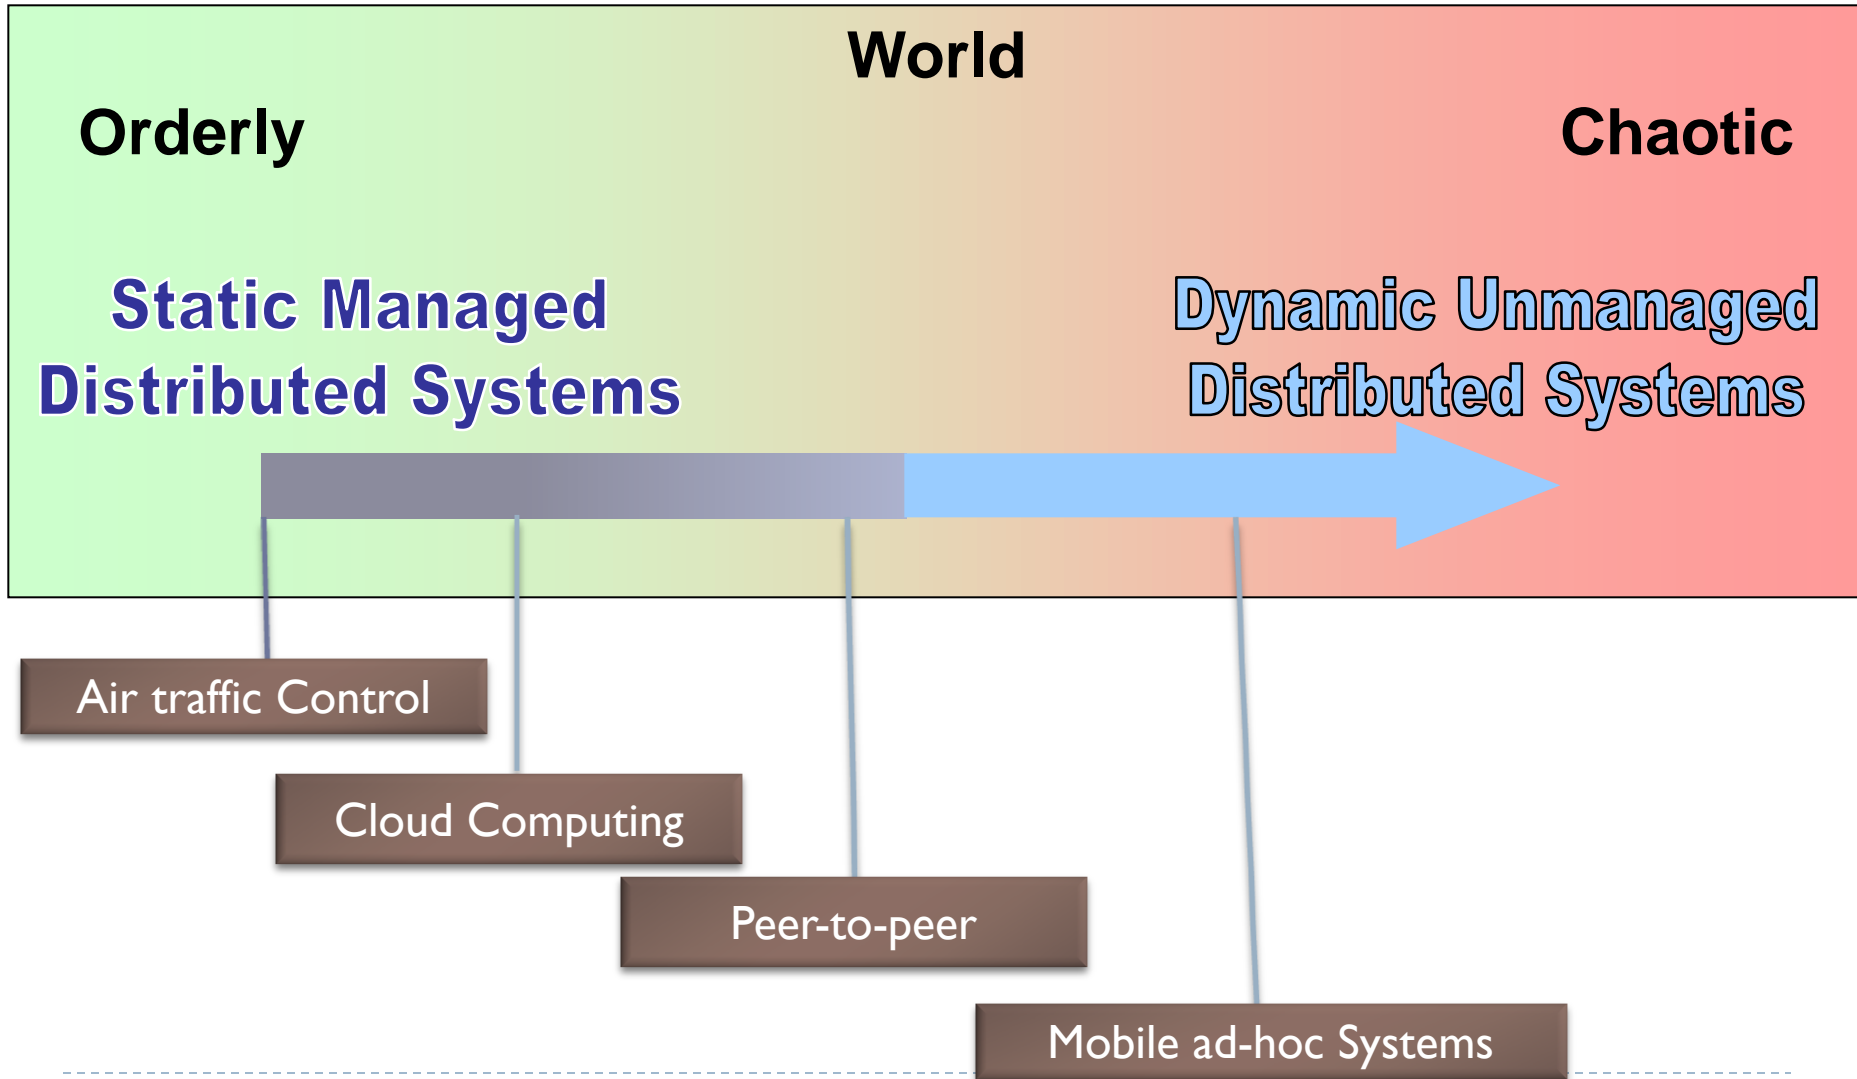 World
Orderly
Chaotic
Static Managed
Distributed Systems
Dynamic Unmanaged
Distributed Systems
Air traffic Control
Cloud Computing
Peer-to-peer
Mobile ad-hoc Systems